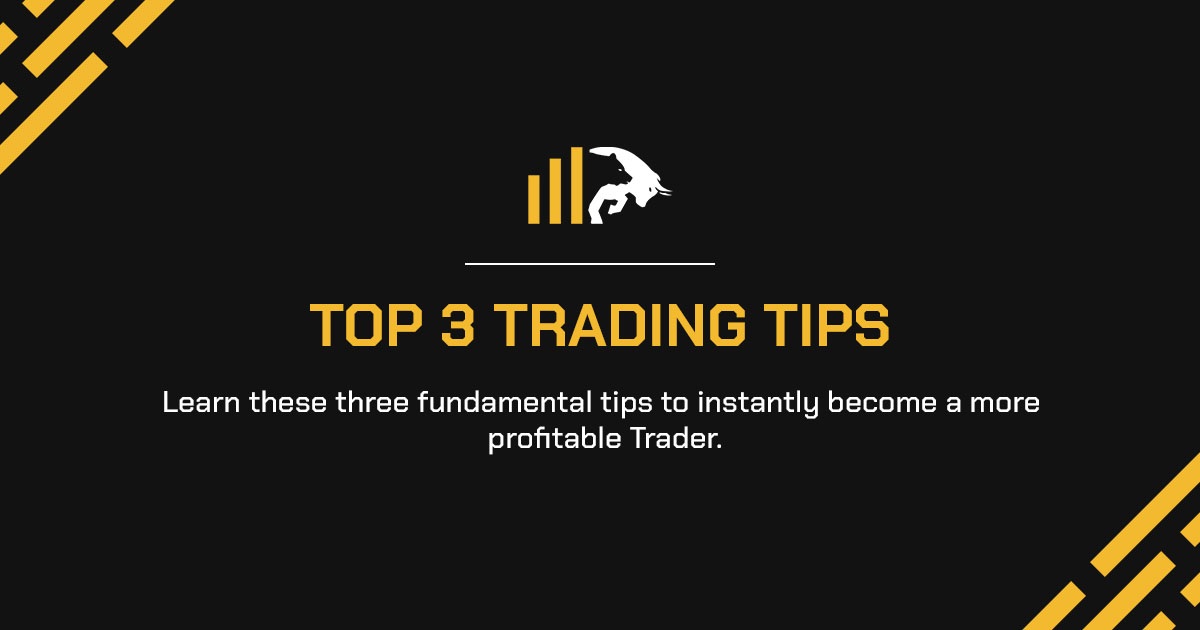 TOP 3 TRADING TIPS
Learn these three fundamental tips to instantly become a more
profitable Trader.